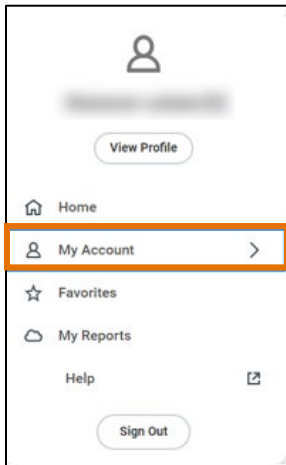 View Profile
Home
My Account
Favorites
My Reports
Help
Sign Out